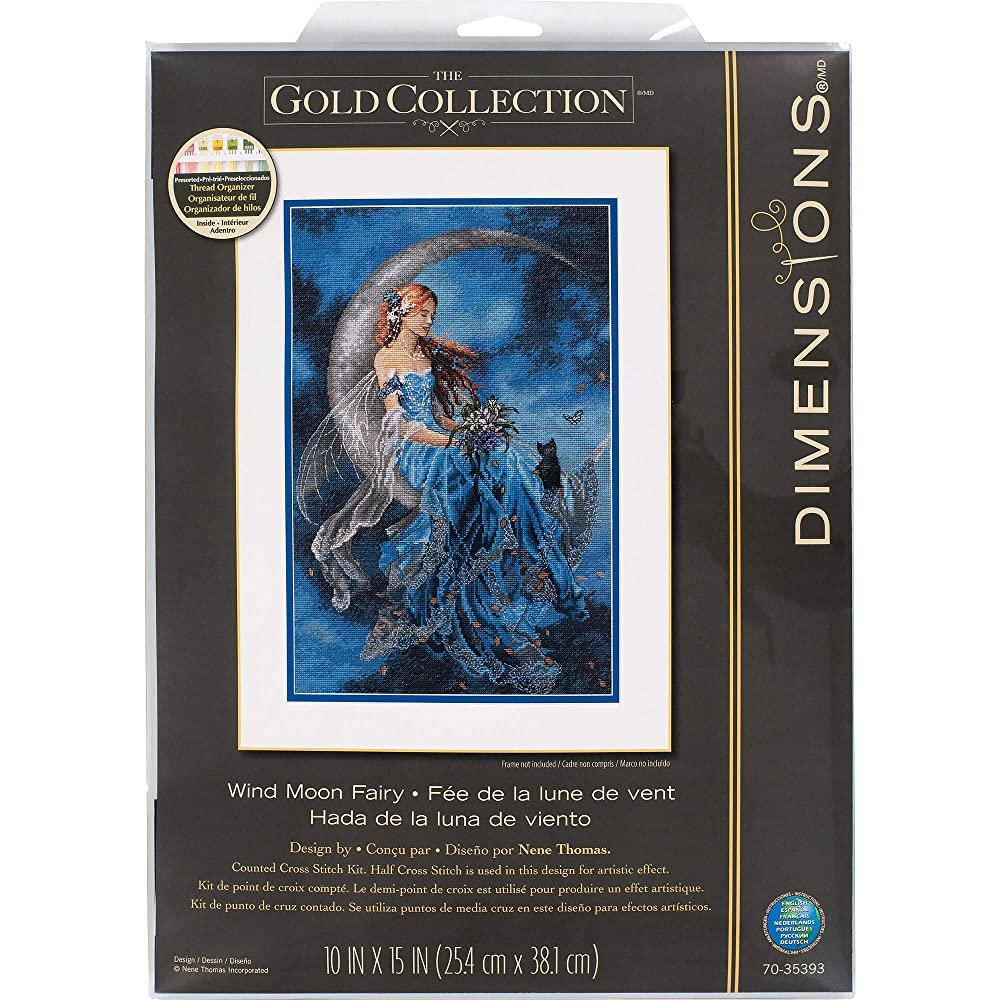 THE
GOLD COLLECTION ®/MD
Presorted•Pré-trié•Preseleccionados
Thread Organizer
Organisateur de fil
Organizador de hilos
Inside • Intérieur
Adentro
DIMENSIONS®/MD
Frame not included / Cadre non compris / Marco no incluido
Wind Moon Fairy • Fée de la lune de vent
Hada de la luna de viento
Design by • Conçu par • Diseño por Nene Thomas.
Counted Cross Stitch Kit. Half Cross Stitch is used in this design for artistic effect.
Kit de point de croix compté. Le demi-point de croix est utilisé pour produire un effet artistique.
Kit de punto de cruz contado. Se utiliza puntos de media cruz en este diseño para efectos artísticos.
10 IN X 15 IN (25.4 cm x 38.1 cm)
Design / Dessin / Diseño
© Nene Thomas Incorporated
ENGLISH
ESPAÑOL
FRANÇAIS
NEDERLANDS
PORTUGUÊS
РУССКИЙ
DEUTSCH
70-35393